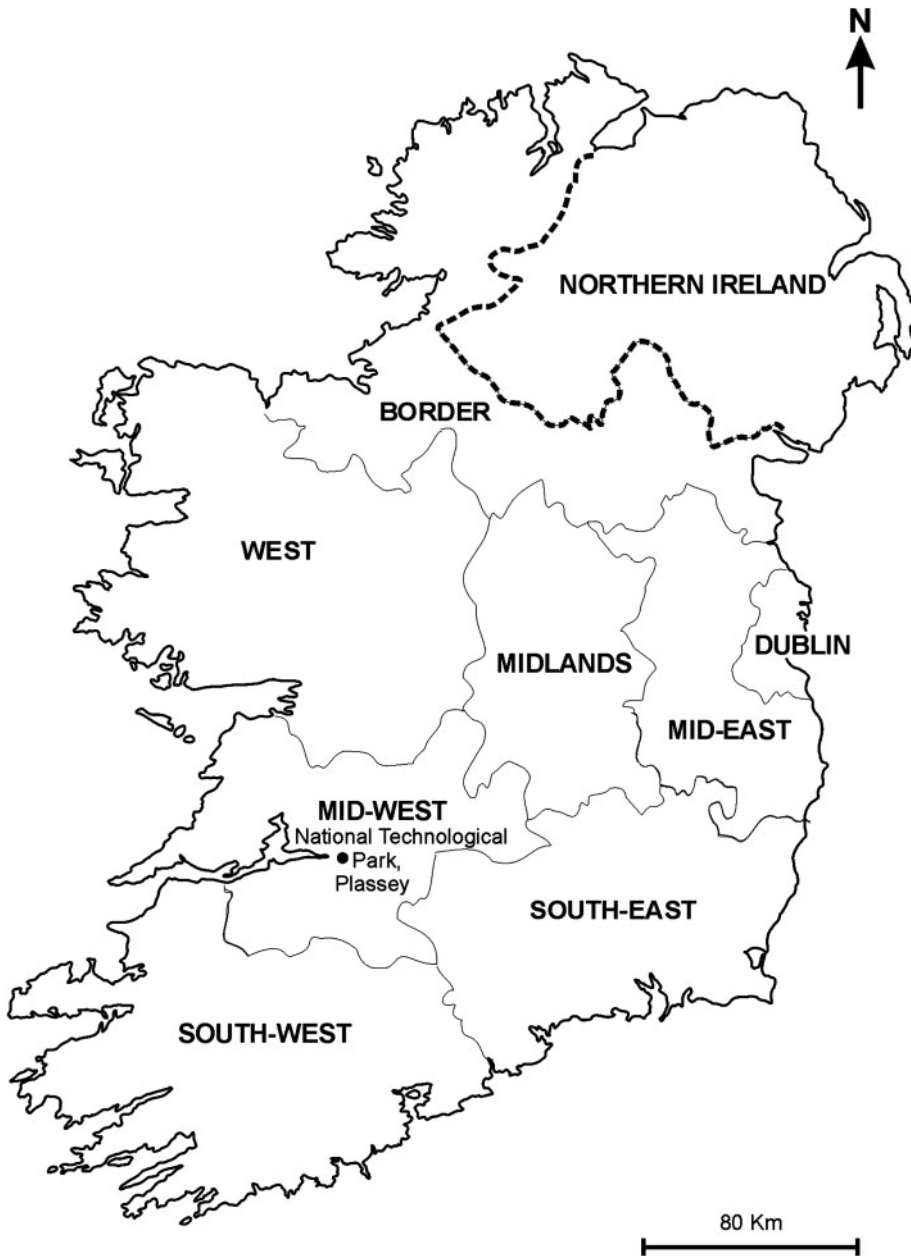 N
NORTHERN IRELAND
BORDER
WEST
DUBLIN
MIDLANDS
MID-EAST
MID-WEST
National Technological
Park,
Plassey
SOUTH-EAST
SOUTH-WEST
80 Km